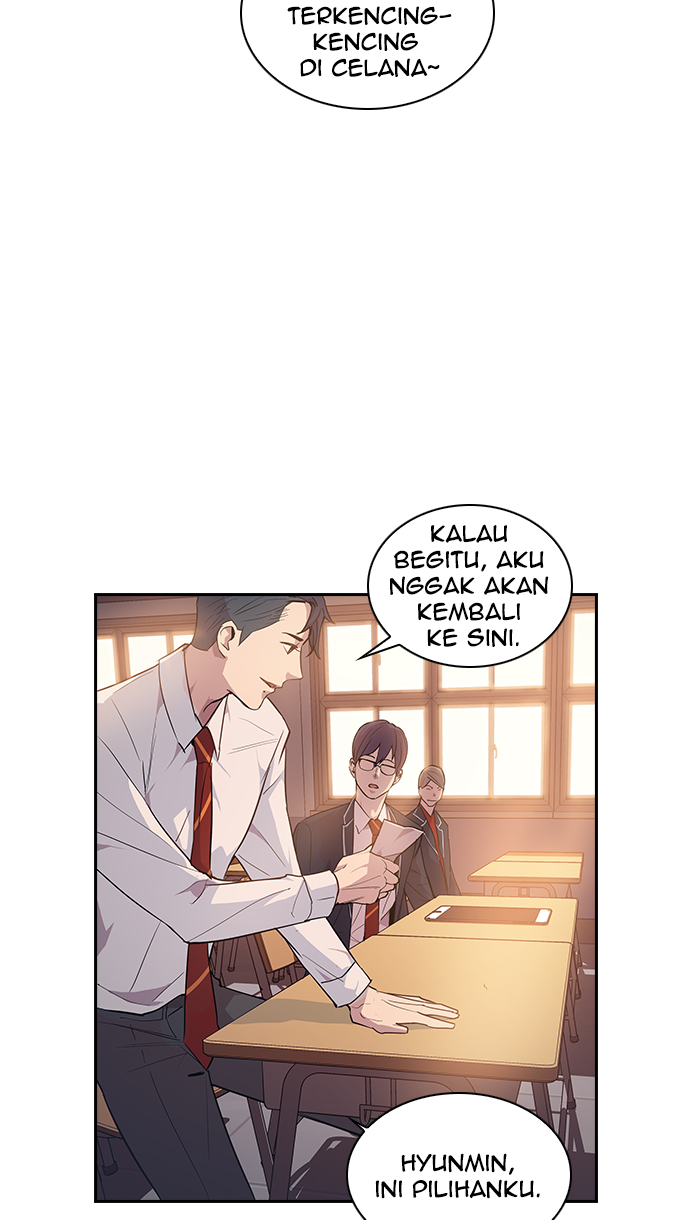 TERKENCING-
KENCING
DI CELANA~
KALAU
BEGITU, AKU
NGGAK AKAN
KEMBALI
KE SINI.
HYUNMIN,
INI PILIHANKU.